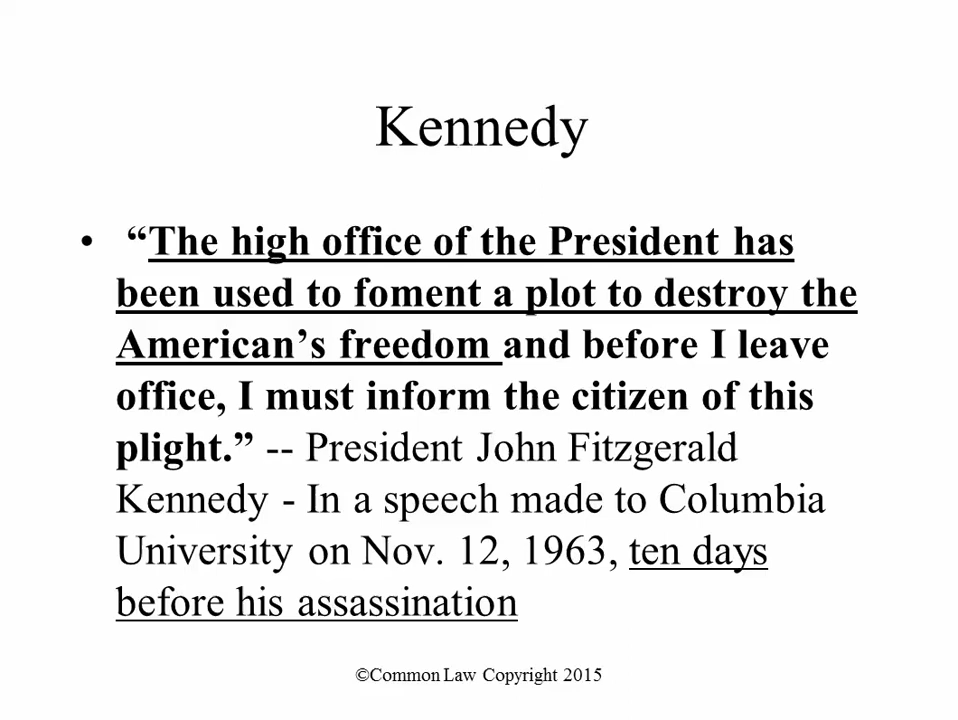 Kennedy
• “The high office of the President has
been used to foment a plot to destroy the
American’s freedom and before I leave
office, I must inform the citizen of this
plight.” -- President John Fitzgerald
Kennedy - In a speech made to Columbia
University on Nov. 12, 1963, ten days
before his assassination
©Common Law Copyright 2015